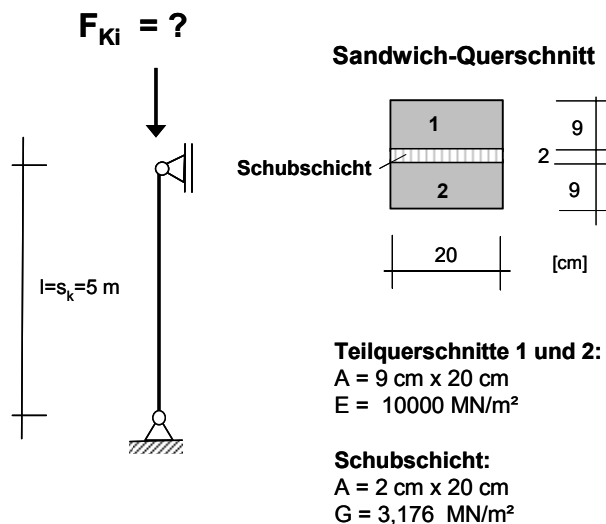 F_Ki = ?
Sandwich-Querschnitt
1
9
Schubschicht
2
2
9
20
[cm]
l=s_k=5 m
Teilquerschnitte 1 und 2:
A = 9 cm x 20 cm
E = 10000 MN/m²
Schubschicht:
A = 2 cm x 20 cm
G = 3,176 MN/m²